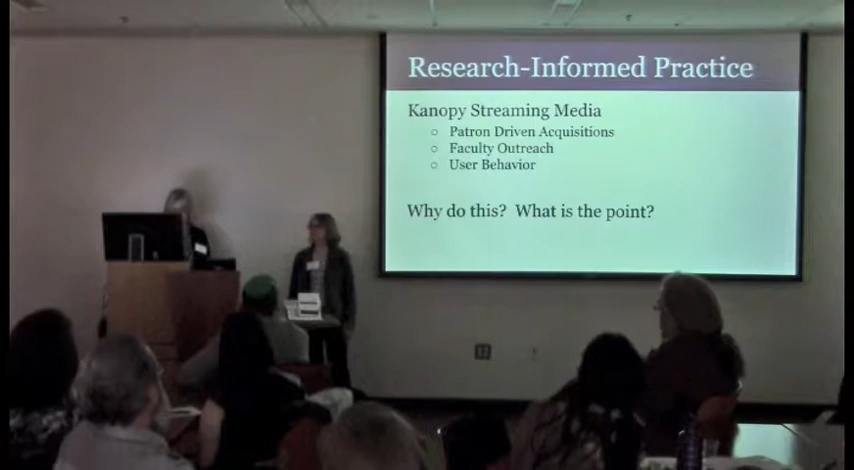 Research-Informed Practice
Kanopy Streaming Media
Patron Driven Acquisitions
Faculty Outreach
User Behavior
Why do this? What is the point?